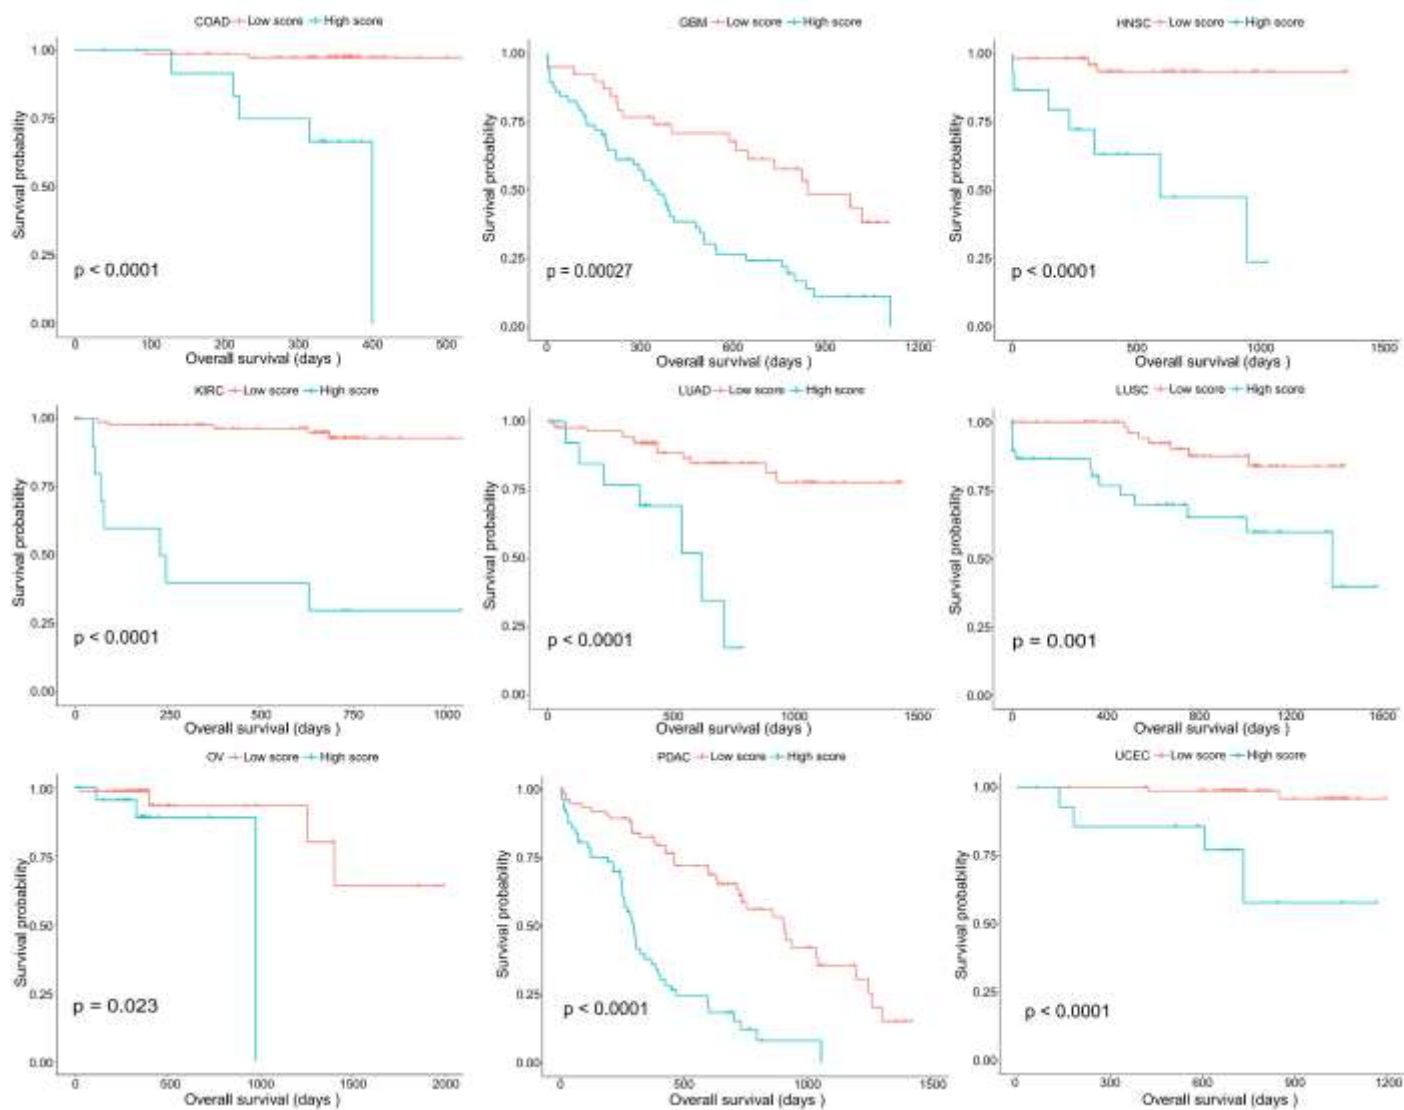 COAD Low score High score
1.00
0.75
0.50
0.25
0.00
Survival probability
p < 0.0001
0 100 200 300 400 500
Overall survival (days )
GBM Low score High score
1.00
0.75
0.50
0.25
0.00
Survival probability
p = 0.00027
0 300 600 900 1200
Overall survival (days )
HNSC Low score High score
1.00
0.75
0.50
0.25
0.00
Survival probability
p < 0.0001
0 500 1000 1500
Overall survival (days )
KIRC Low score High score
1.00
0.75
0.50
0.25
0.00
Survival probability
p < 0.0001
0 250 500 750 1000
Overall survival (days )
LUAD Low score High score
1.00
0.75
0.50
0.25
0.00
Survival probability
p < 0.0001
0 500 1000 1500
Overall survival (days )
LUSC Low score High score
1.00
0.75
0.50
0.25
0.00
Survival probability
p = 0.001
0 400 800 1200 1600
Overall survival (days )
OV Low score High score
1.00
0.75
0.50
0.25
0.00
Survival probability
p = 0.023
0 500 1000 1500 2000
Overall survival (days )
PDAC Low score High score
1.00
0.75
0.50
0.25
0.00
Survival probability
p < 0.0001
0 500 1000 1500
Overall survival (days )
UCEC Low score High score
1.00
0.75
0.50
0.25
0.00
Survival probability
p < 0.0001
0 300 600 900 1200
Overall survival (days )